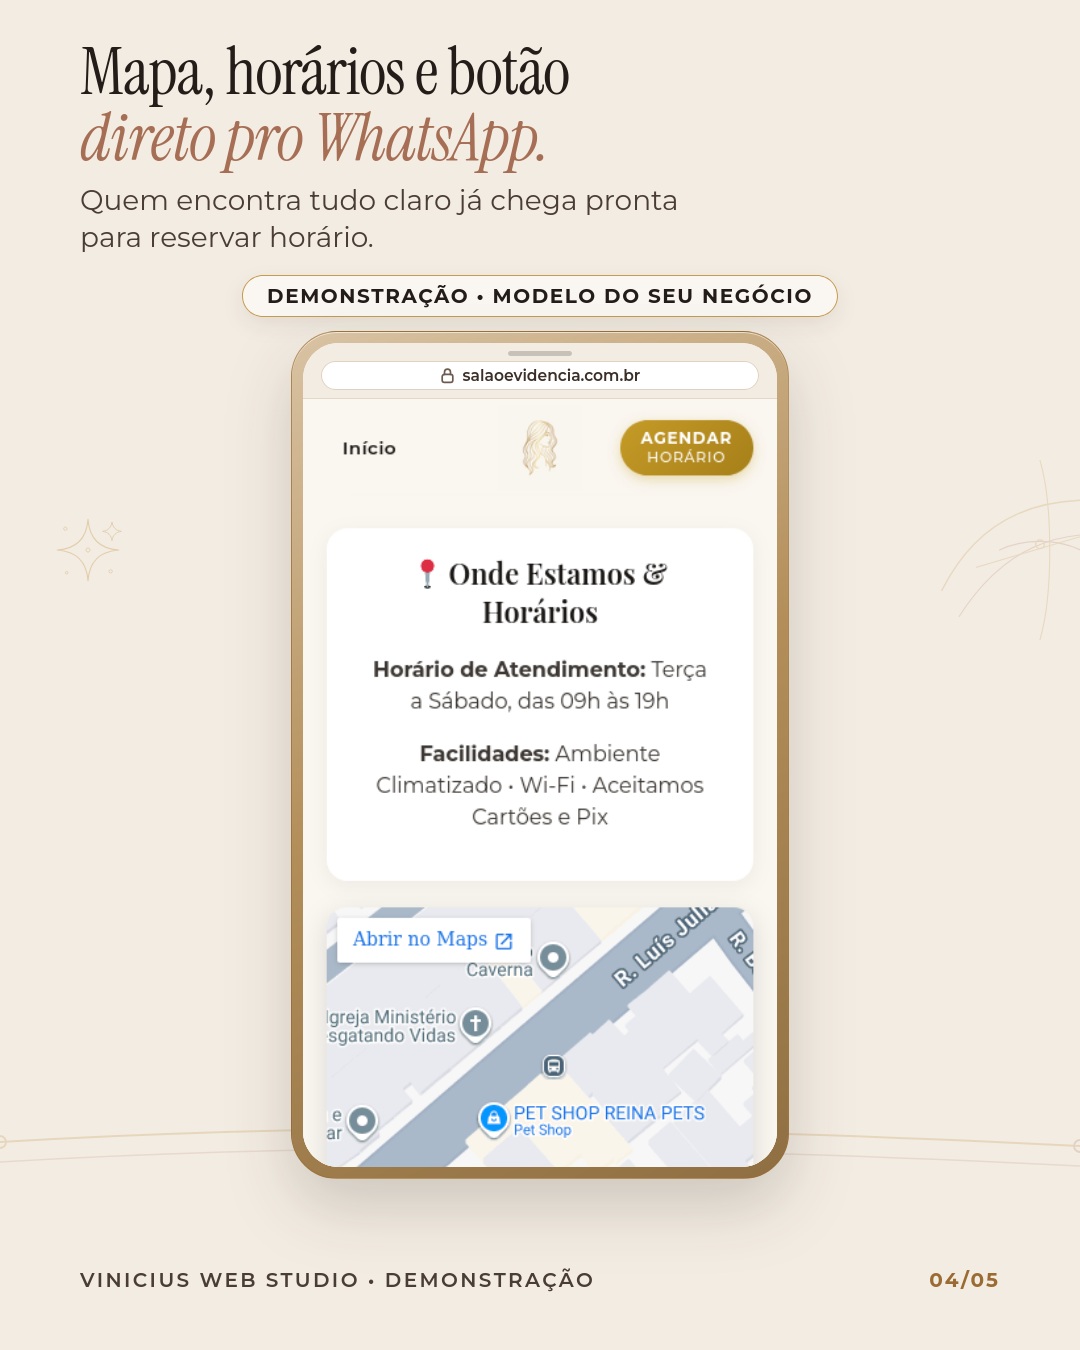 Mapa, horários e botão
direto pro WhatsApp.
Quem encontra tudo claro já chega pronta
para reservar horário.
DEMONSTRAÇÃO • MODELO DO SEU NEGÓCIO
salaoevidencia.com.br
Início
AGENDAR
HORÁRIO
📍 Onde Estamos &
Horários
Horário de Atendimento: Terça
a Sábado, das 09h às 19h
Facilidades: Ambiente
Climatizado • Wi-Fi • Aceitamos
Cartões e Pix
Abrir no Maps
Caverna
R. Luís Juli
R.
Igreja Ministério
sgatando Vidas
PET SHOP REINA PETS
Pet Shop
e
ar
VINICIUS WEB STUDIO • DEMONSTRAÇÃO
04/05